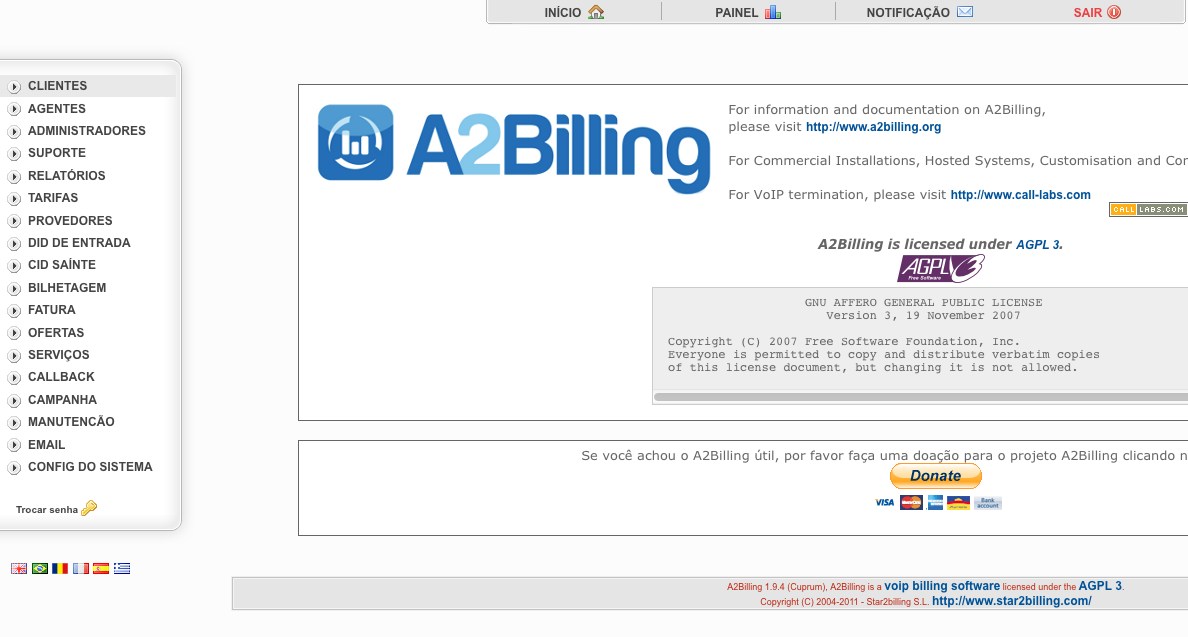 INÍCIO
PAINEL
NOTIFICAÇÃO
SAIR
CLIENTES
AGENTES
ADMINISTRADORES
SUPORTE
RELATÓRIOS
TARIFAS
PROVEDORES
DID DE ENTRADA
CID SAÍNTE
BILHETAGEM
FATURA
OFERTAS
SERVIÇOS
CALLBACK
CAMPANHA
MANUTENCÃO
EMAIL
CONFIG DO SISTEMA
Trocar senha
A2Billing
For information and documentation on A2Billing,
please visit http://www.a2billing.org
For Commercial Installations, Hosted Systems, Customisation and
For VoIP termination, please visit http://www.call-labs.com
CALL LABS.COM
A2Billing is licensed under AGPL 3.
AGPL 3
Free Software
GNU AFFERO GENERAL PUBLIC LICENSE
Version 3, 19 November 2007
Copyright (C) 2007 Free Software Foundation, Inc.
Everyone is permitted to copy and distribute verbatim copies
of this license document, but changing it is not allowed.
Se você achou o A2Billing útil, por favor faça uma doação para o projeto A2Billing clicando
Donate
VISA
Bank
account
A2Billing 1.9.4 (Cuprum), A2Billing is a voip billing software licensed under the AGPL 3.
Copyright (C) 2004-2011 - Star2billing S.L. http://www.star2billing.com/